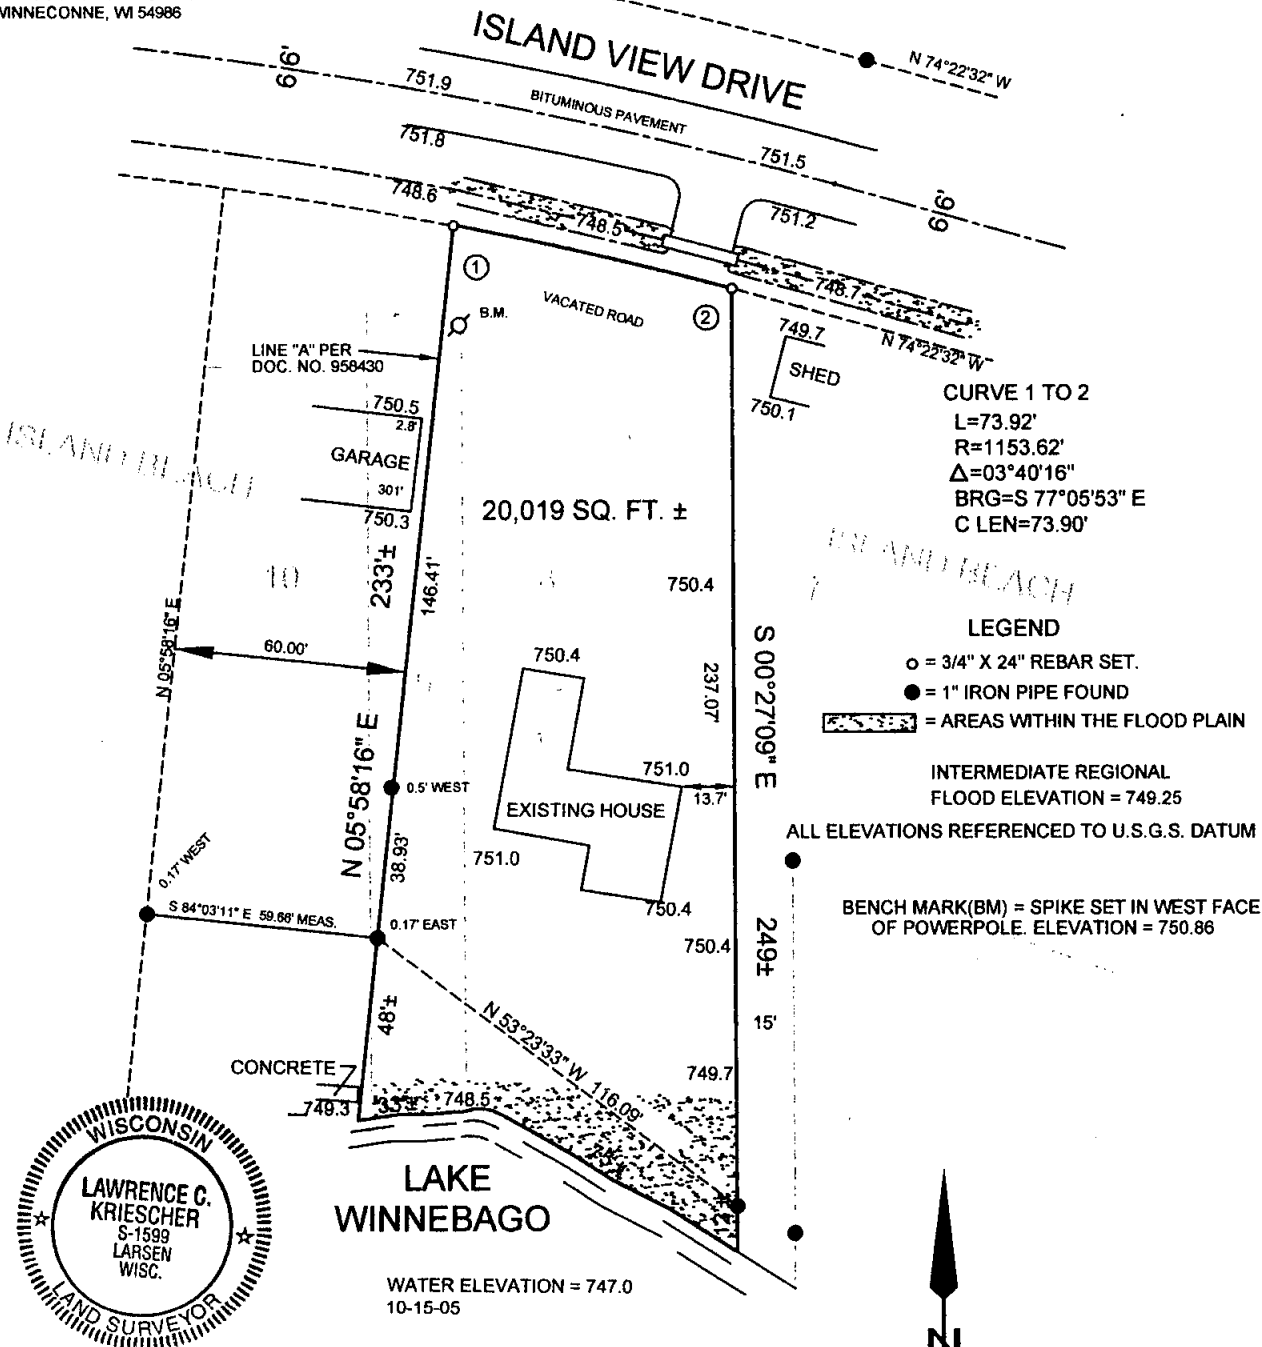 WINNECONNE, WI 54986
ISLAND VIEW DRIVE
N 74°22'32" W
66'
751.9
BITUMINOUS PAVEMENT
751.8
751.5
748.6
748.5
751.2
66'
748.7
N 74°22'32" W
1
2
B.M.
VACATED ROAD
LINE "A" PER
DOC. NO. 958430
749.7
SHED
750.1
750.5
2.8'
GARAGE
301'
750.3
ISLAND BEACH
CURVE 1 TO 2
L=73.92'
R=1153.62'
Δ=03°40'16"
BRG=S 77°05'53" E
C LEN=73.90'
20,019 SQ. FT. ±
ISLAND BEACH
10
233'±
146.41'
750.4
N 05°58'16" E
60.00'
750.4
S 00°27'09" E
237.07'
LEGEND
= 3/4" X 24" REBAR SET.
= 1" IRON PIPE FOUND
= AREAS WITHIN THE FLOOD PLAIN
INTERMEDIATE REGIONAL
FLOOD ELEVATION = 749.25
ALL ELEVATIONS REFERENCED TO U.S.G.S. DATUM
BENCH MARK(BM) = SPIKE SET IN WEST FACE
OF POWERPOLE. ELEVATION = 750.86
N 05°58'16" E
0.5' WEST
751.0
13.7'
EXISTING HOUSE
38.93'
751.0
750.4
0.17' WEST
S 84°03'11" E 59.66' MEAS.
0.17' EAST
750.4
249±
15'
48'±
N 53°23'33" W 116.09'
749.7
CONCRETE
749.3
33'±
748.5
LAKE
WINNEBAGO
WATER ELEVATION = 747.0
10-15-05
WISCONSIN
LAWRENCE C.
KRIESCHER
S-1599
LARSEN
WISC.
LAND SURVEYOR
N